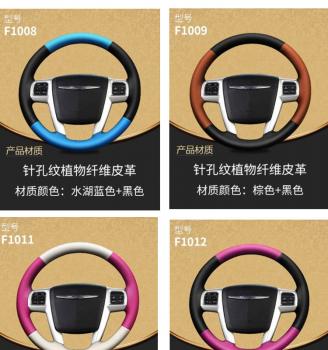 型号
F1008
产品材质
针孔纹植物纤维皮革
材质颜色：水湖蓝色+黑色
型号
F1009
产品材质
针孔纹植物纤维皮革
材质颜色：棕色+黑色
型号
F1011
型号
F1012